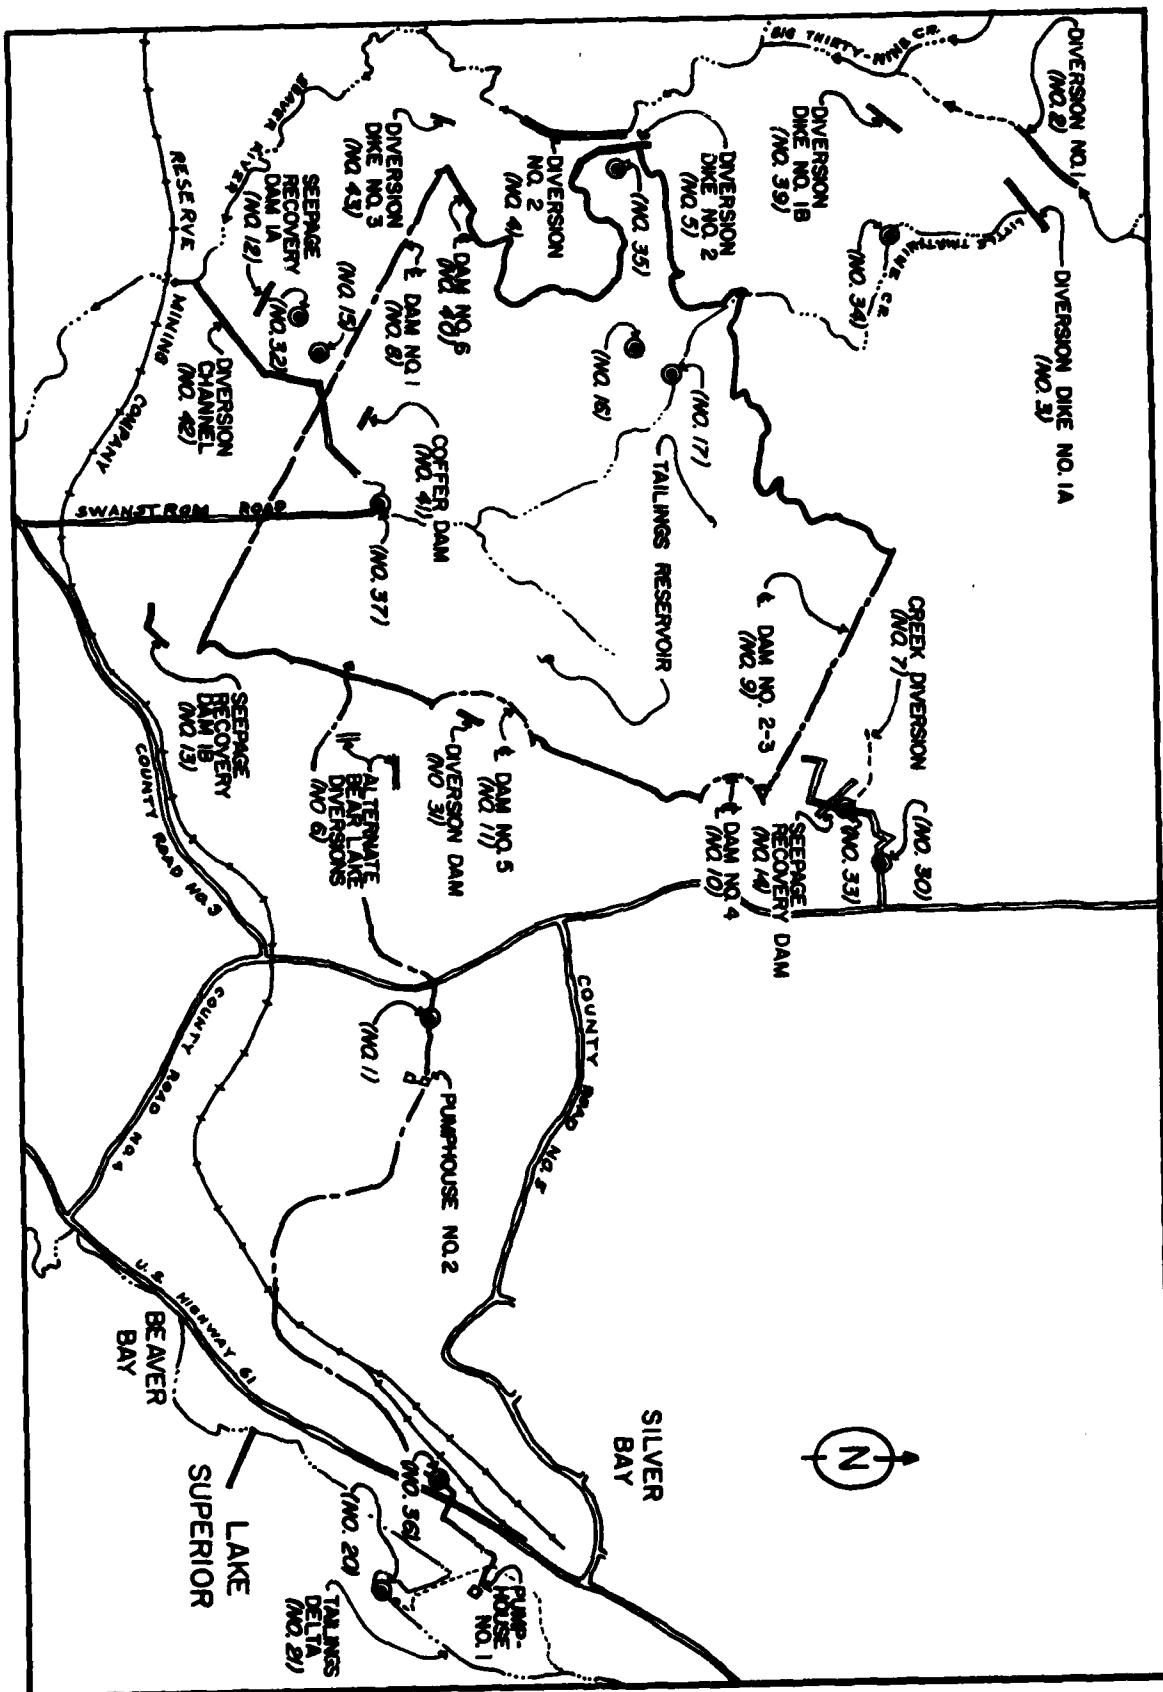 DIVERSION NO. 1
(NO. 2)
BIG THIRTY-NINE CR.
DIVERSION
DIKE NO. 1B
(NO. 39)
DIVERSION DIKE NO. 1A
(NO. 3)
(NO. 34)
DIVERSION
DIKE NO. 2
(NO. 5)
(NO. 35)
DIVERSION
NO. 2
(NO. 4)
DIVERSION
DIKE NO. 3
(NO. 43)
BEAVER RIVER
SEEPAGE
RECOVERY
DAM 1A
(NO. 12)
(NO. 32)
(NO. 15)
DAM NO. 6
(NO. 40)
℄ DAM NO. 1
(NO. 8)
(NO. 16)
(NO. 17)
TAILINGS RESERVOIR
RESERVE MINING COMPANY
DIVERSION
CHANNEL
(NO. 42)
COFFER DAM
(NO. 41)
SWANSTROM ROAD
(NO. 37)
℄ DAM NO. 2-3
(NO. 9)
CREEK DIVERSION
(NO. 7)
(NO. 30)
(NO. 33)
SEEPAGE
RECOVERY DAM
(NO. 14)
℄ DAM NO. 4
(NO. 10)
℄ DAM NO. 5
(NO. 11)
DIVERSION DAM
(NO 31)
ALTERNATE
BEAR LAKE
DIVERSIONS
(NO 6)
SEEPAGE
RECOVERY
DAM 1B
(NO. 13)
COUNTY ROAD NO. 3
COUNTY ROAD NO. 4
COUNTY ROAD NO. 5
(NO. 1)
PUMPHOUSE NO. 2
U.S. HIGHWAY 61
BEAVER
BAY
SILVER
BAY
N
LAKE
SUPERIOR
(NO. 36)
(NO. 20)
PUMP-
HOUSE
NO. 1
TAILINGS
DELTA
(NO. 21)